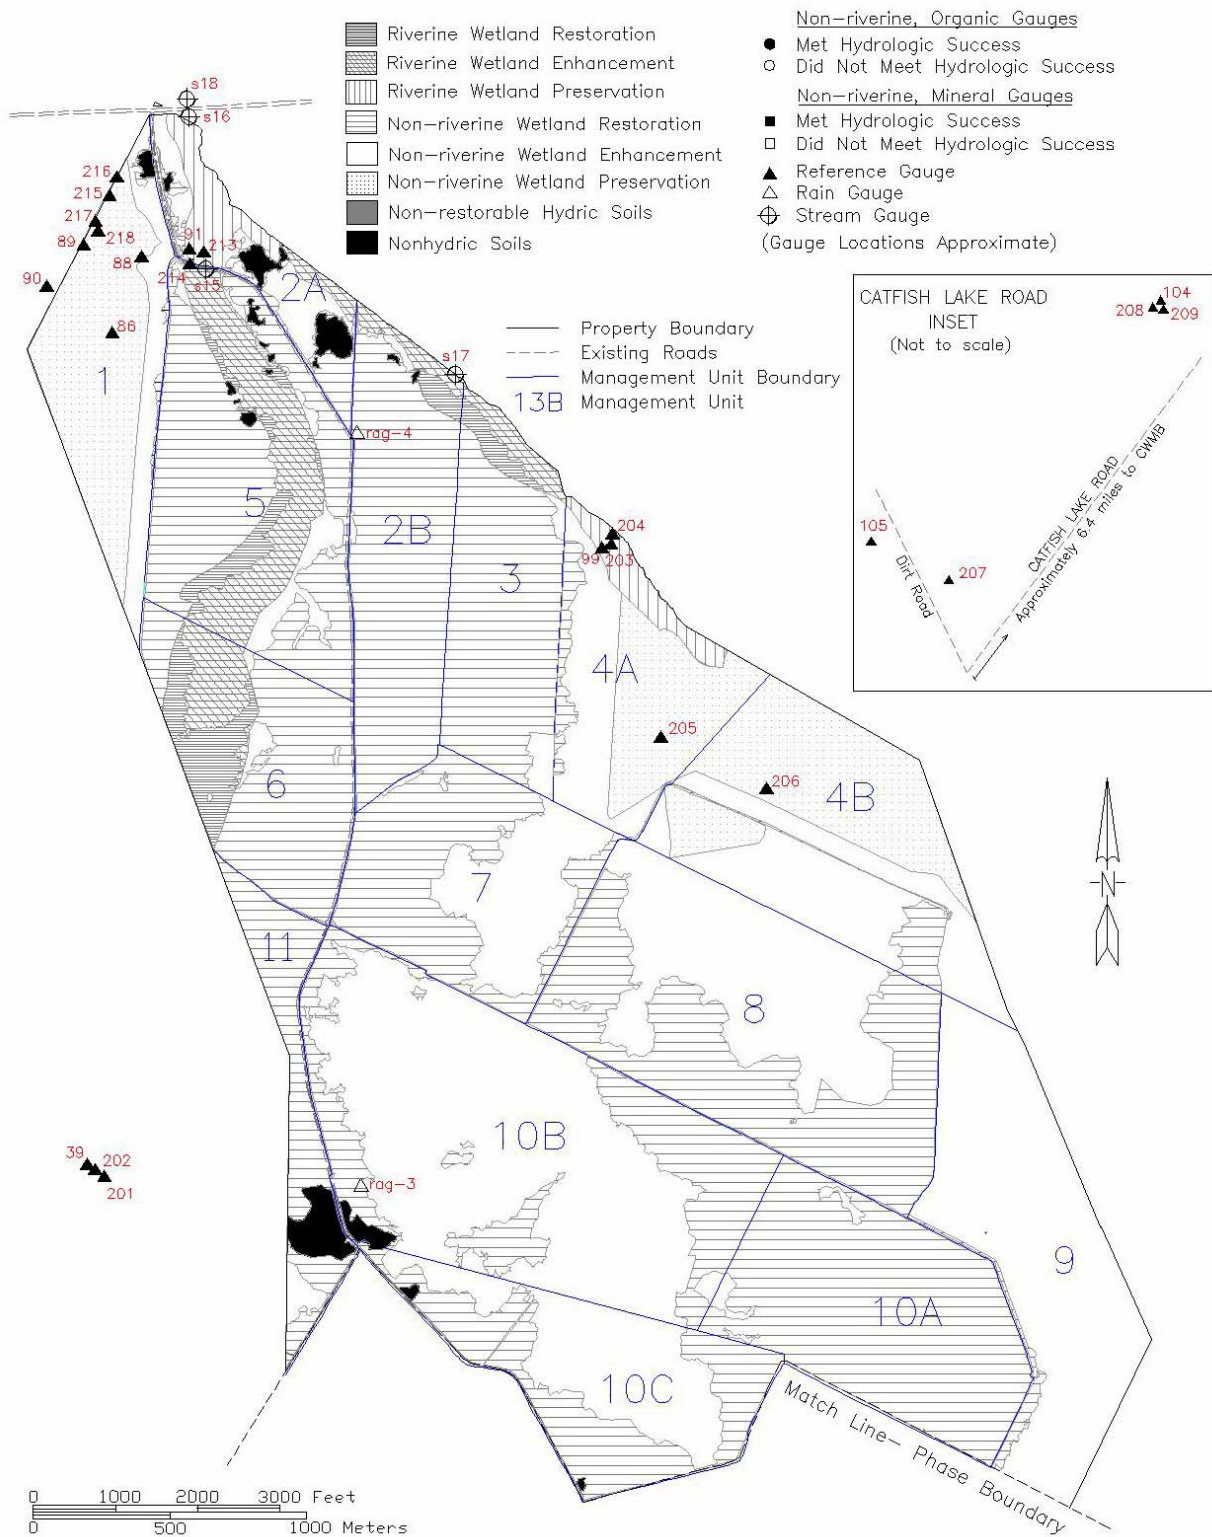 Riverine Wetland Restoration
Riverine Wetland Enhancement
Riverine Wetland Preservation
Non-riverine Wetland Restoration
Non-riverine Wetland Enhancement
Non-riverine Wetland Preservation
Non-restorable Hydric Soils
Nonhydric Soils
Non-riverine, Organic Gauges
Met Hydrologic Success
Did Not Meet Hydrologic Success
Non-riverine, Mineral Gauges
Met Hydrologic Success
Did Not Meet Hydrologic Success
Reference Gauge
Rain Gauge
Stream Gauge
(Gauge Locations Approximate)
Property Boundary
Existing Roads
Management Unit Boundary
13B Management Unit
CATFISH LAKE ROAD
INSET
(Not to scale)
104
208
209
105
207
Dirt Road
CATFISH LAKE ROAD
Approximately 6.4 miles to CWMB
s18
s16
216
215
217
218
89
88
90
86
91
213
214
s15
s17
rag-4
1
2A
5
2B
3
204
99
203
4A
205
206
4B
6
7
8
11
N
10B
39
202
201
rag-3
9
10A
10C
Match Line- Phase Boundary
0 1000 2000 3000 Feet
0 500 1000 Meters